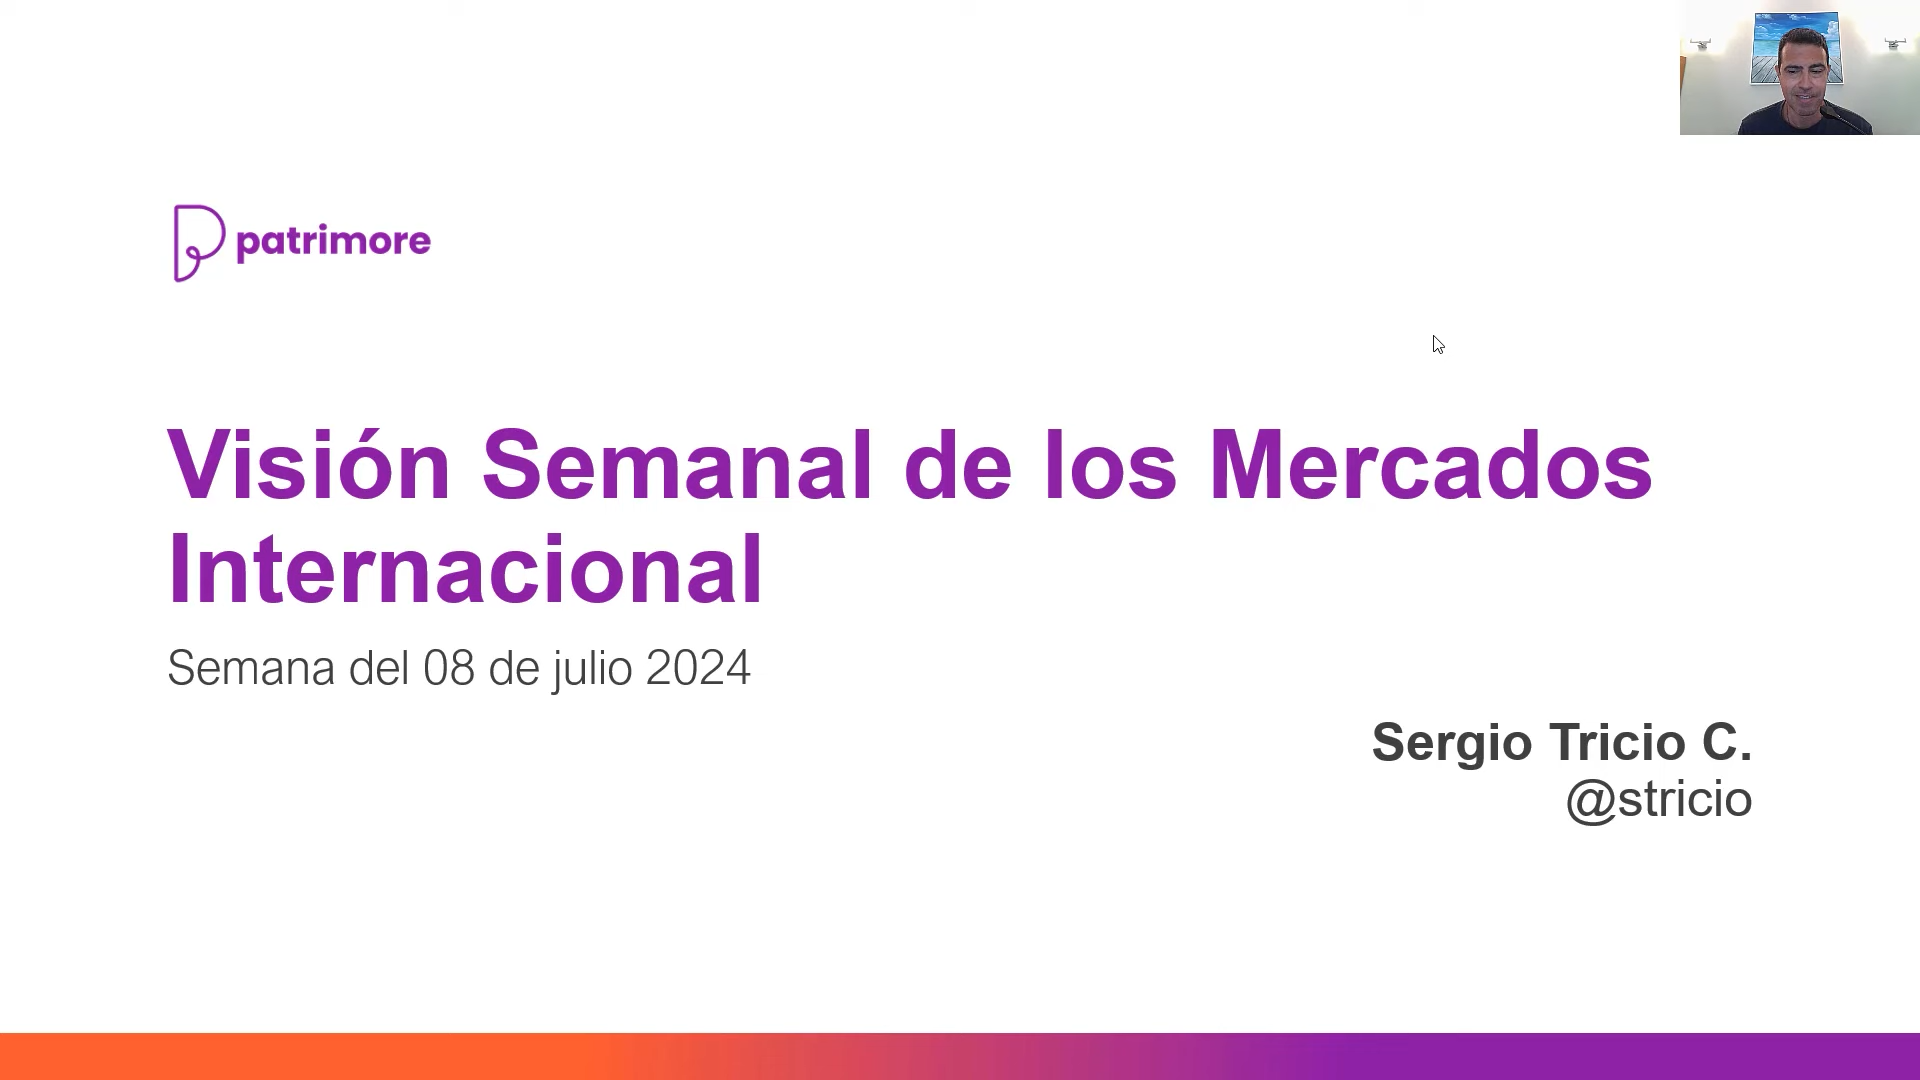 patrimore
Visión Semanal de los Mercados
Internacional
Semana del 08 de julio 2024
Sergio Tricio C.
@stricio